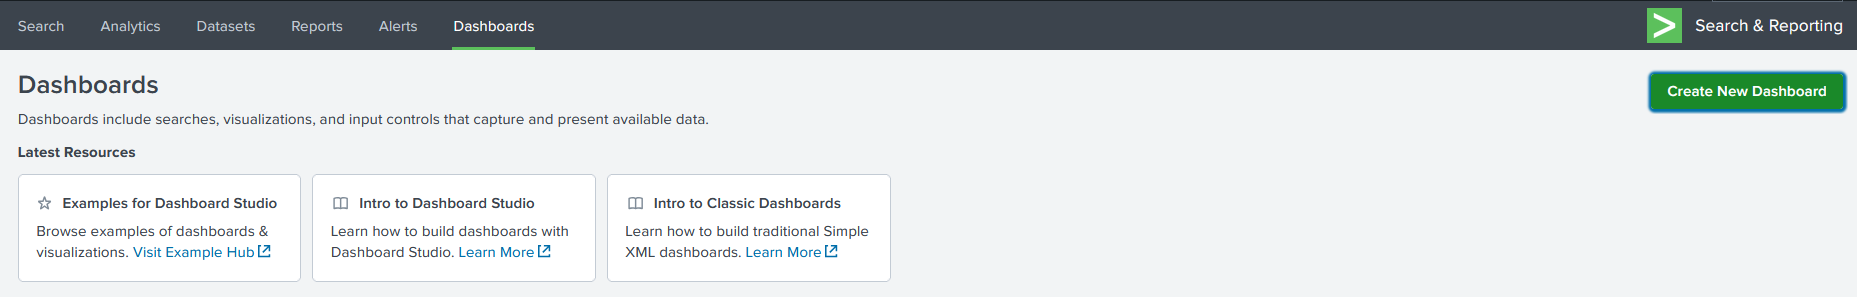 Search Analytics Datasets Reports Alerts Dashboards Search & Reporting
Dashboards
Create New Dashboard
Dashboards include searches, visualizations, and input controls that capture and present available data.
Latest Resources
Examples for Dashboard Studio
Browse examples of dashboards &
visualizations. Visit Example Hub
Intro to Dashboard Studio
Learn how to build dashboards with
Dashboard Studio. Learn More
Intro to Classic Dashboards
Learn how to build traditional Simple
XML dashboards. Learn More